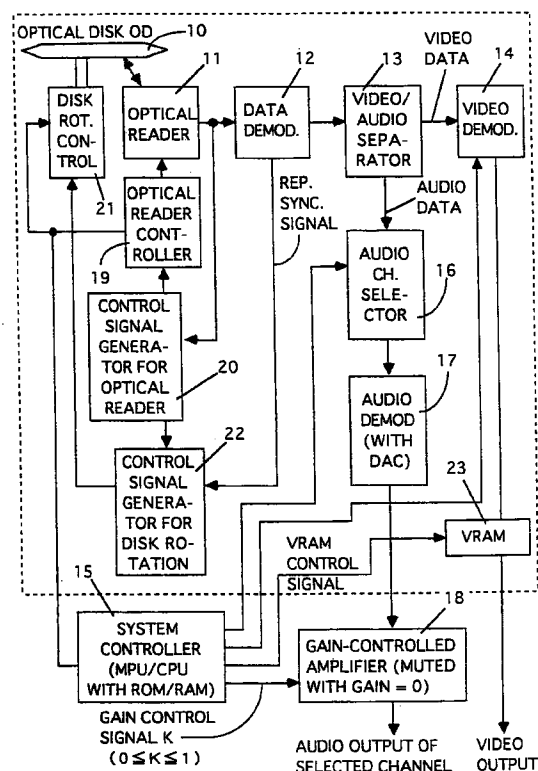 OPTICAL DISK OD
10
11
12
13
VIDEO
DATA
14
DISK
ROT.
CON-
TROL
21
OPTICAL
READER
DATA
DEMOD.
VIDEO/
AUDIO
SEPA-
RATOR
VIDEO
DEMOD.
OPTICAL
READER
CONT-
ROLLER
19
REP.
SYNC.
SIGNAL
AUDIO
DATA
AUDIO
CH.
SELE-
CTOR
16
CONTROL
SIGNAL
GENERA-
TOR FOR
OPTICAL
READER
20
17
AUDIO
DEMOD
(WITH
DAC)
22
CONTROL
SIGNAL
GENERA-
TOR FOR
DISK RO-
TATION
23
VRAM
VRAM
CONTROL
SIGNAL
15
18
SYSTEM
CONTROLLER
(MPU/CPU
WITH ROM/RAM)
GAIN-CONTROLLED
AMPLIFIER (MUTED
WITH GAIN = 0)
GAIN CONTROL
SIGNAL K
(0≦K≦1)
AUDIO OUTPUT OF
SELECTED CHANNEL
VIDEO
OUTPUT